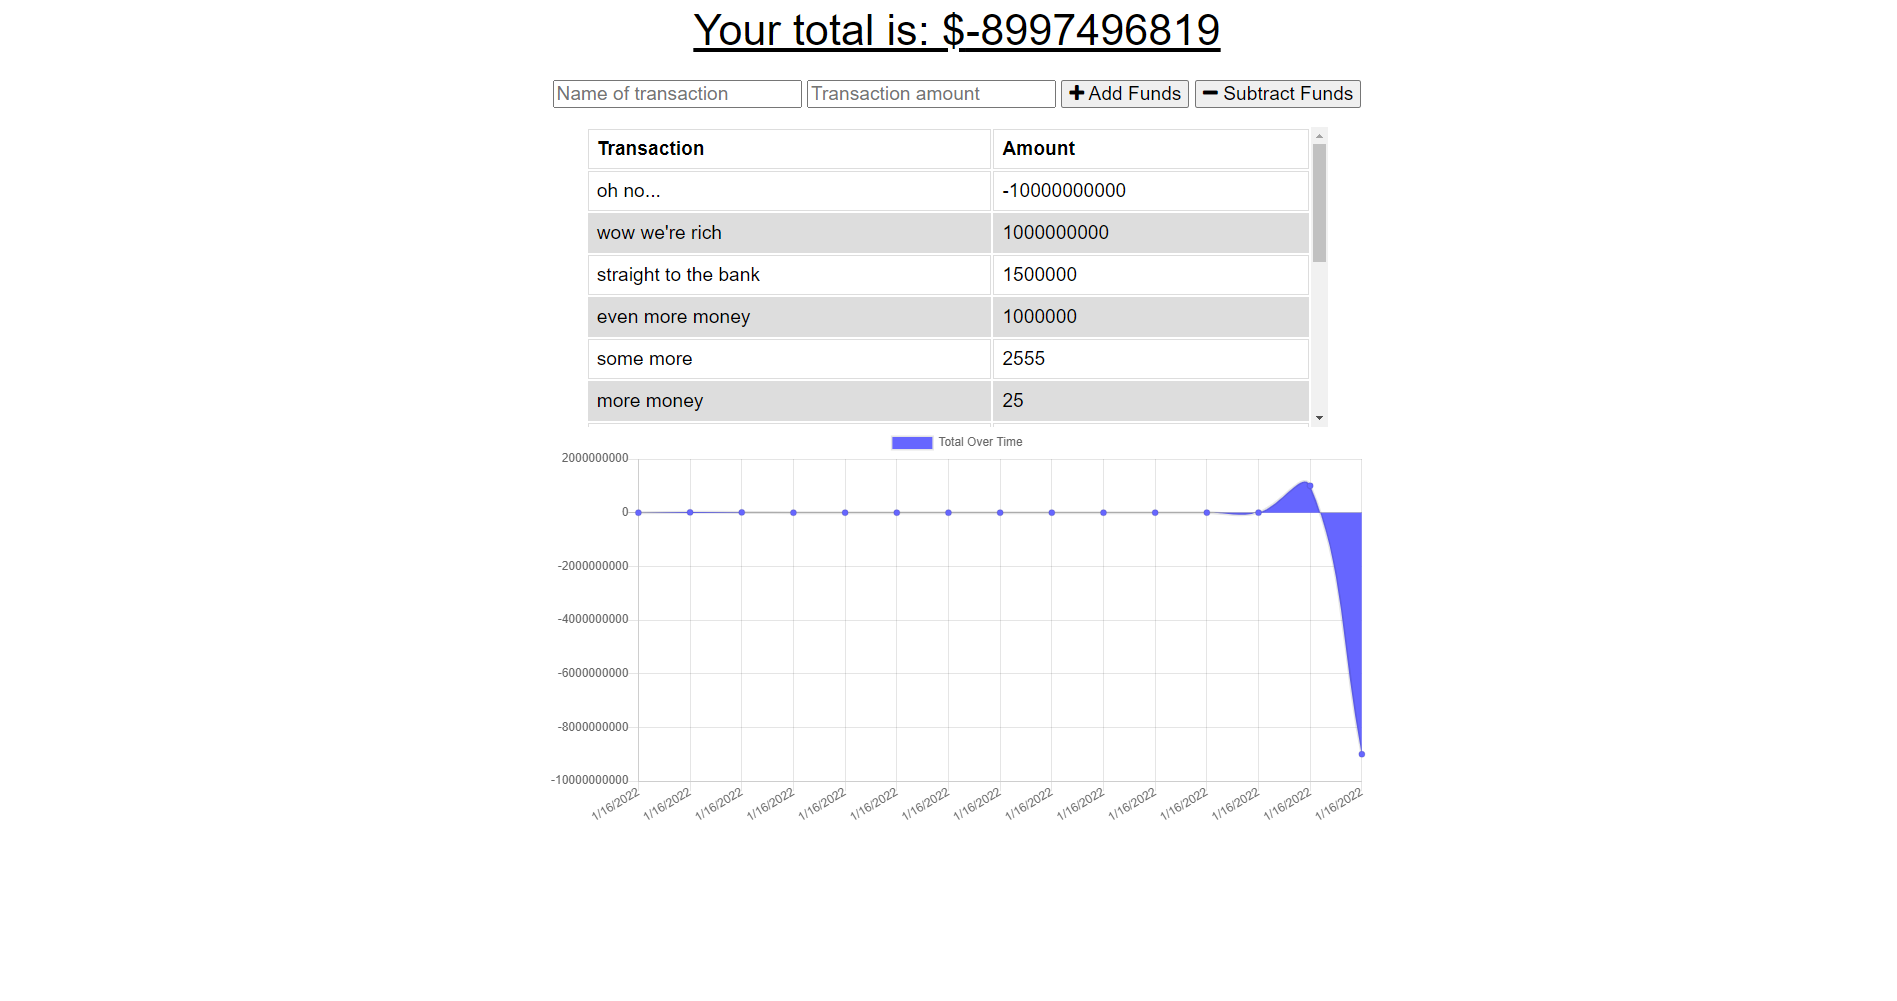 Your total is: $-8997496819
Name of transaction Transaction amount Add Funds Subtract Funds
Transaction Amount
oh no... -10000000000
wow we're rich 1000000000
straight to the bank 1500000
even more money 1000000
some more 2555
more money 25
Total Over Time
2000000000
0
-2000000000
-4000000000
-6000000000
-8000000000
-10000000000
1/16/2022 1/16/2022 1/16/2022 1/16/2022 1/16/2022 1/16/2022 1/16/2022 1/16/2022 1/16/2022 1/16/2022 1/16/2022 1/16/2022 1/16/2022 1/16/2022 1/16/2022